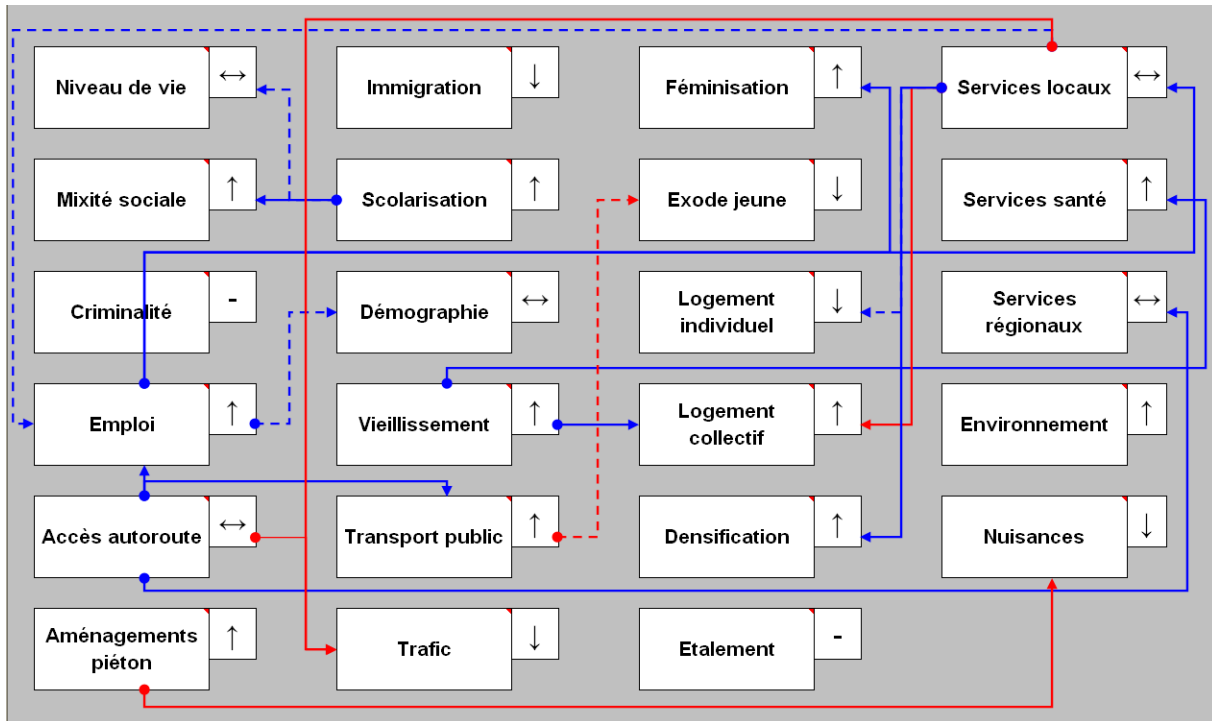 Niveau de vie ↔ Immigration ↓ Féminisation ↑ Services locaux ↔
Mixité sociale ↑ Scolarisation ↑ Exode jeune ↓ Services santé ↑
Criminalité - Démographie ↔ Logement individuel ↓ Services régionaux ↔
Emploi ↑ Vieillissement ↑ Logement collectif ↑ Environnement ↑
Accès autoroute ↔ Transport public ↑ Densification ↑ Nuisances ↓
Aménagements piéton ↑ Trafic ↓ Etalement -